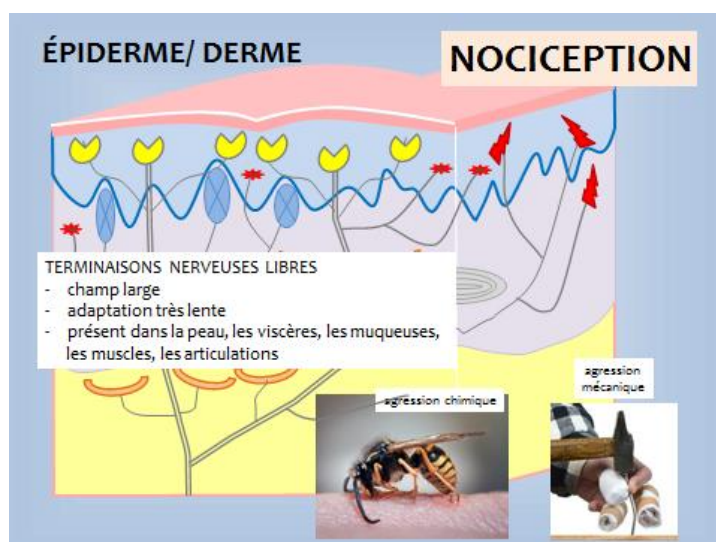 ÉPIDERME/ DERME
NOCICEPTION
TERMINAISONS NERVEUSES LIBRES
- champ large
- adaptation très lente
- présent dans la peau, les viscères, les muqueuses,
les muscles, les articulations
agression
mécanique
agression chimique